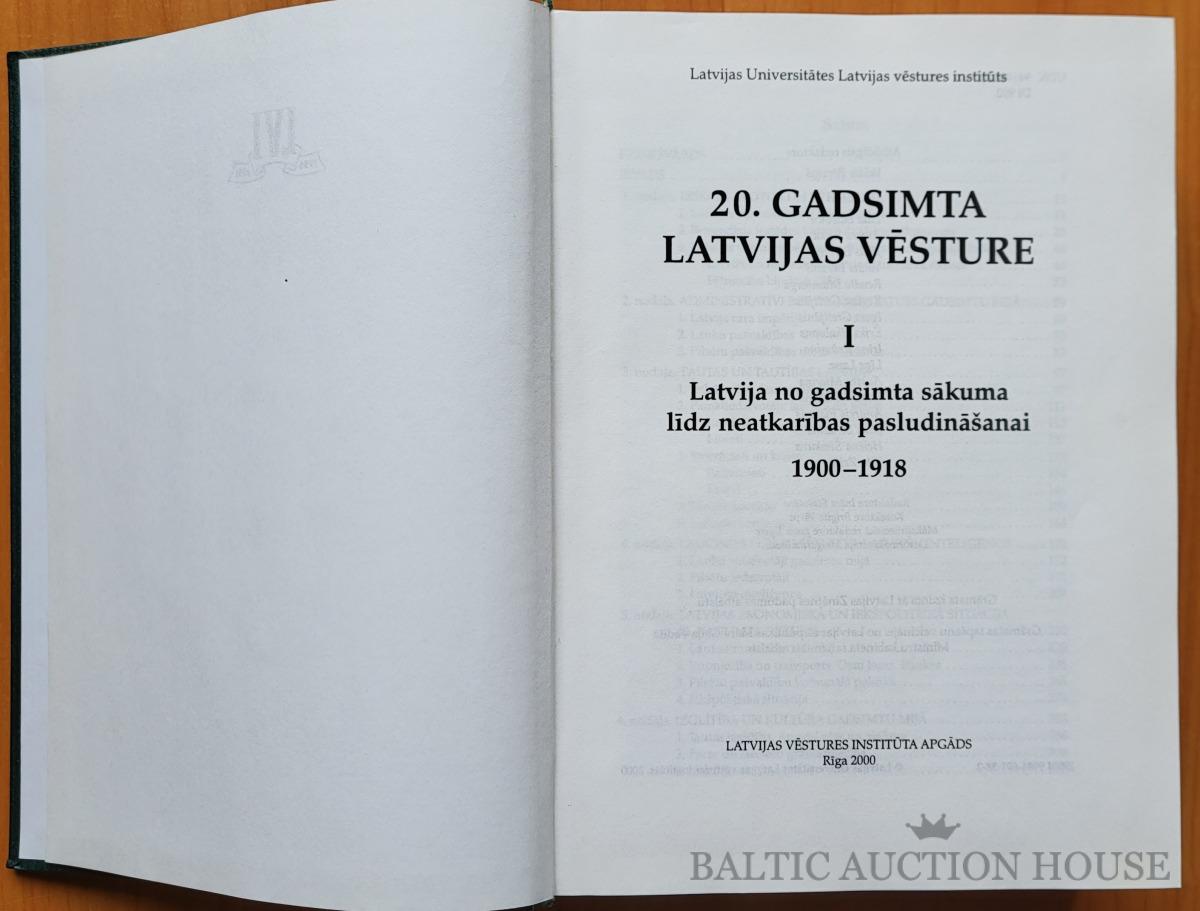 Latvijas Universitātes Latvijas vēstures institūts
20. GADSIMTA
LATVIJAS VĒSTURE
I
Latvija no gadsimta sākuma
līdz neatkarības pasludināšanai
1900–1918
LATVIJAS VĒSTURES INSTITŪTA APGĀDS
Rīga 2000
BALTIC AUCTION HOUSE